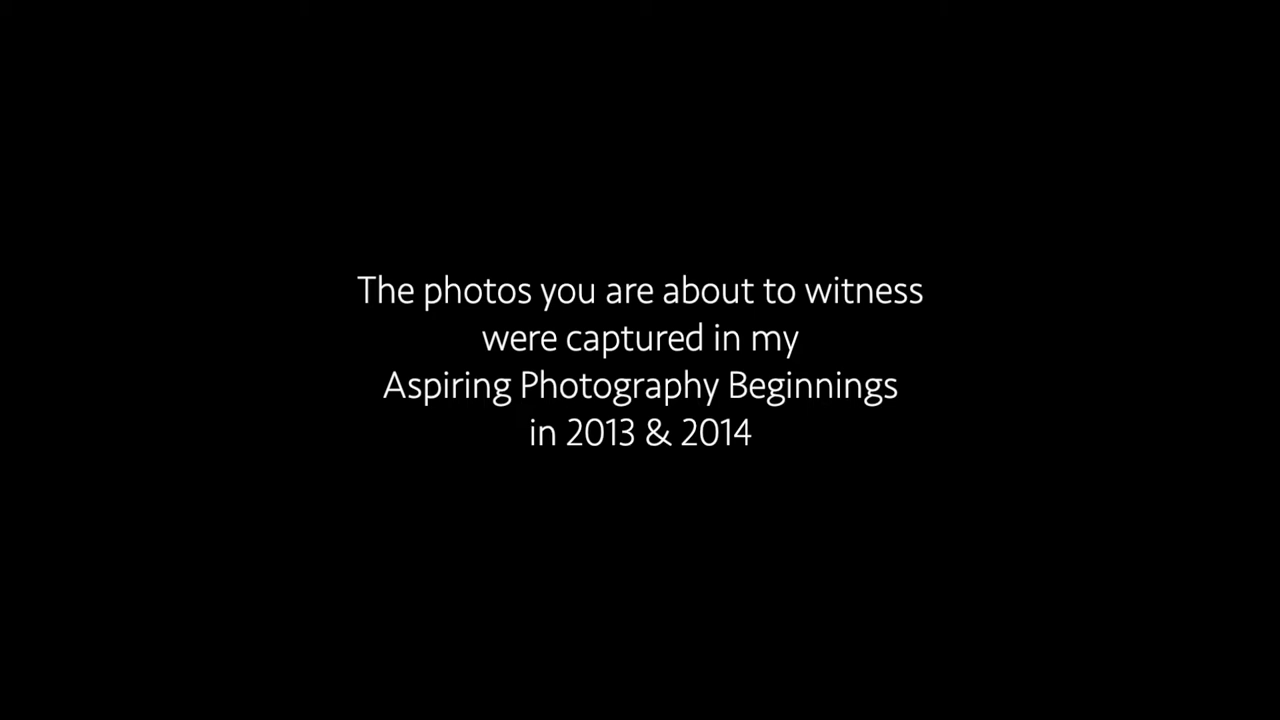 The photos you are about to witness
were captured in my
Aspiring Photography Beginnings
in 2013 & 2014